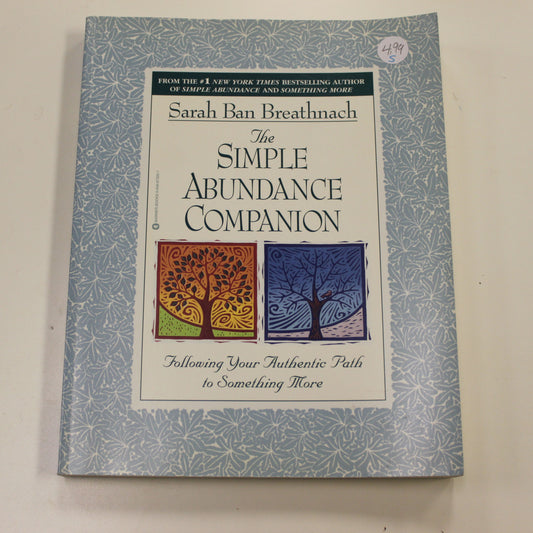 4.99
S
FROM THE #1 NEW YORK TIMES BESTSELLING AUTHOR
OF SIMPLE ABUNDANCE AND SOMETHING MORE
Sarah Ban Breathnach
The
SIMPLE
ABUNDANCE
COMPANION
Following Your Authentic Path
to Something More